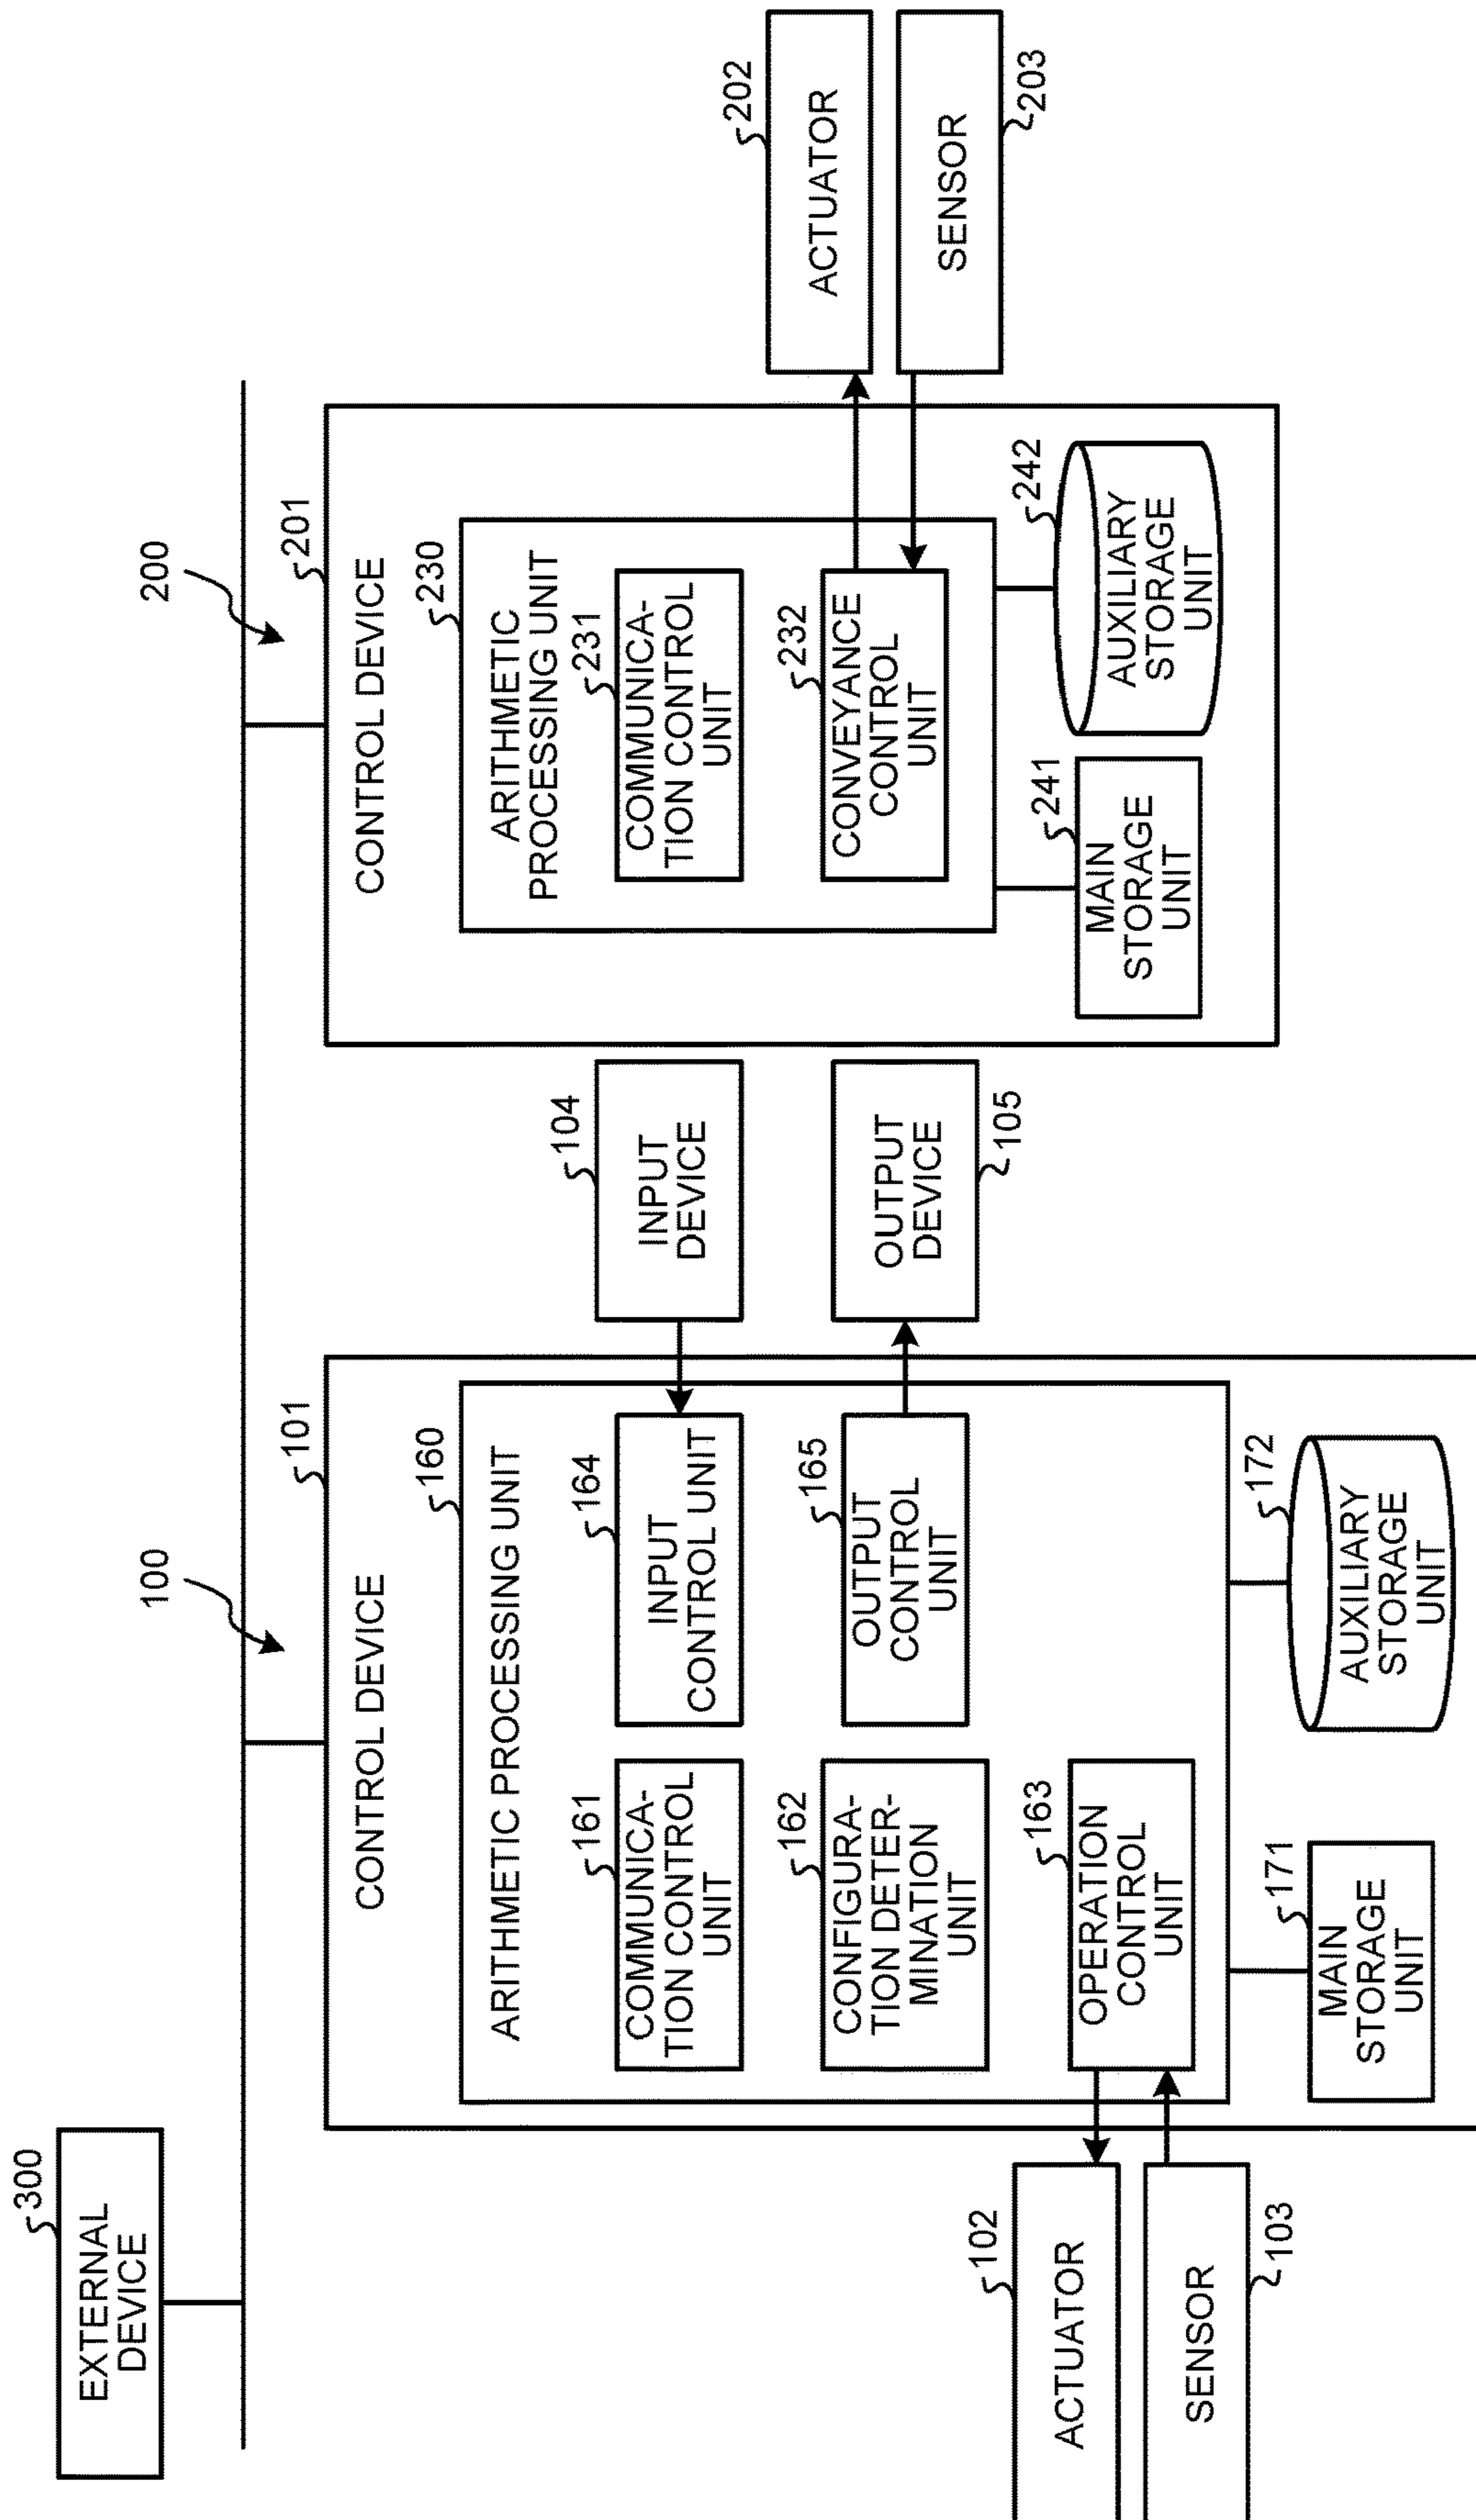 300
EXTERNAL
DEVICE
100
101
CONTROL DEVICE
160
ARITHMETIC PROCESSING UNIT
161
COMMUNICA-
TION CONTROL
UNIT
164
INPUT
CONTROL UNIT
162
CONFIGURA-
TION DETER-
MINATION
UNIT
165
OUTPUT
CONTROL
UNIT
163
OPERATION
CONTROL
UNIT
102
ACTUATOR
SENSOR
103
171
MAIN
STORAGE
UNIT
172
AUXILIARY
STORAGE
UNIT
104
INPUT
DEVICE
OUTPUT
DEVICE
105
200
201
CONTROL DEVICE
230
ARITHMETIC
PROCESSING UNIT
231
COMMUNICA-
TION CONTROL
UNIT
232
CONVEYANCE
CONTROL
UNIT
241
MAIN
STORAGE
UNIT
242
AUXILIARY
STORAGE
UNIT
202
ACTUATOR
SENSOR
203